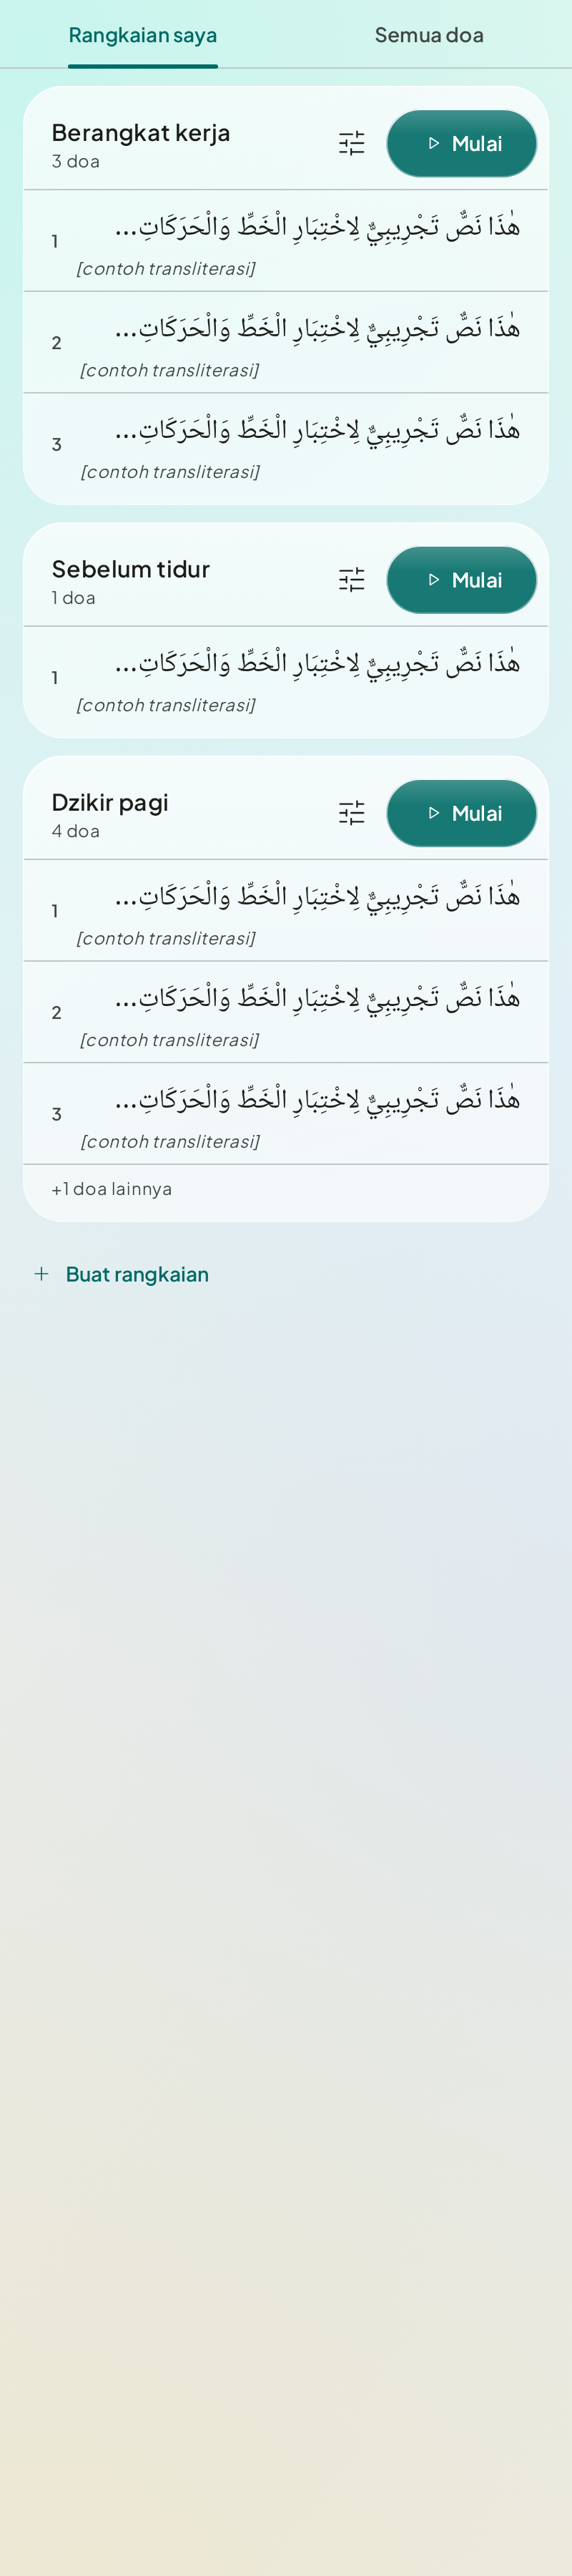 Rangkaian saya
Semua doa
Berangkat kerja
3 doa
Mulai
1
هٰذَا نَصٌّ تَجْرِيبِيٌّ لِاخْتِبَارِ الْخَطِّ وَالْحَرَكَاتِ...
[contoh transliterasi]
2
هٰذَا نَصٌّ تَجْرِيبِيٌّ لِاخْتِبَارِ الْخَطِّ وَالْحَرَكَاتِ...
[contoh transliterasi]
3
هٰذَا نَصٌّ تَجْرِيبِيٌّ لِاخْتِبَارِ الْخَطِّ وَالْحَرَكَاتِ...
[contoh transliterasi]
Sebelum tidur
1 doa
Mulai
1
هٰذَا نَصٌّ تَجْرِيبِيٌّ لِاخْتِبَارِ الْخَطِّ وَالْحَرَكَاتِ...
[contoh transliterasi]
Dzikir pagi
4 doa
Mulai
1
هٰذَا نَصٌّ تَجْرِيبِيٌّ لِاخْتِبَارِ الْخَطِّ وَالْحَرَكَاتِ...
[contoh transliterasi]
2
هٰذَا نَصٌّ تَجْرِيبِيٌّ لِاخْتِبَارِ الْخَطِّ وَالْحَرَكَاتِ...
[contoh transliterasi]
3
هٰذَا نَصٌّ تَجْرِيبِيٌّ لِاخْتِبَارِ الْخَطِّ وَالْحَرَكَاتِ...
[contoh transliterasi]
+1 doa lainnya
Buat rangkaian